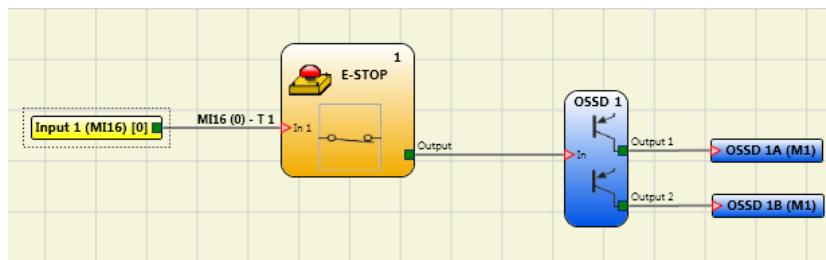 1
E-STOP
OSSD 1
Input 1 (MI16) [0]
MI16 (0) - T 1
In 1
Output
In
Output 1
OSSD 1A (M1)
Output 2
OSSD 1B (M1)